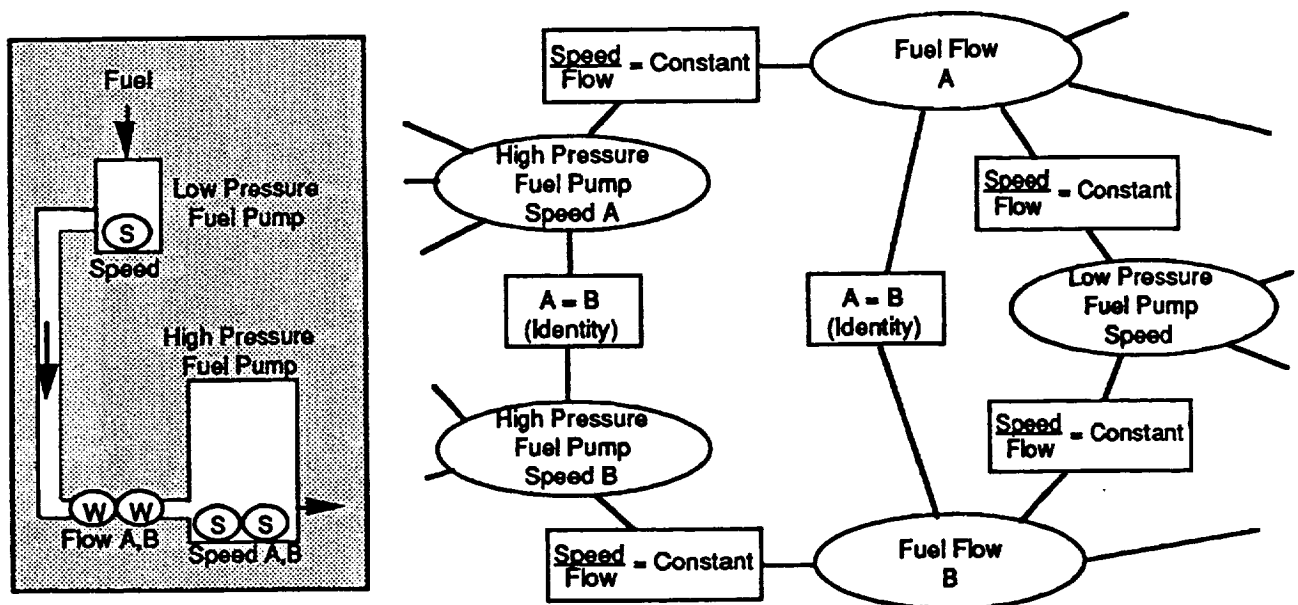 Fuel
Low Pressure
Fuel Pump
S
Speed
High Pressure
Fuel Pump
W W
S S
Flow A,B
Speed A,B
Speed
Flow
= Constant
Fuel Flow
A
High Pressure
Fuel Pump
Speed A
Speed
Flow
= Constant
A = B
(Identity)
A = B
(Identity)
Low Pressure
Fuel Pump
Speed
High Pressure
Fuel Pump
Speed B
Speed
Flow
= Constant
Speed
Flow
= Constant
Fuel Flow
B